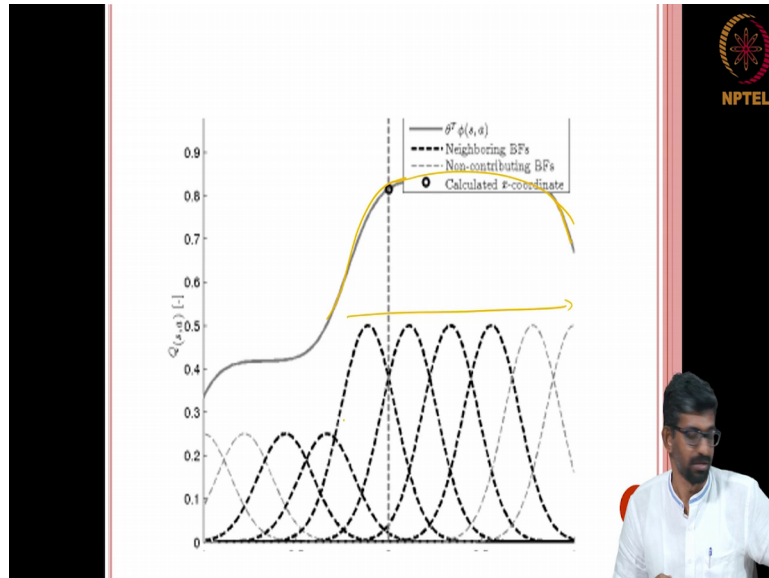 NPTEL
θᵀϕ(s,a)
Neighboring BFs
Non-contributing BFs
Calculated x-coordinate
0.9
0.8
0.7
0.6
0.5
0.4
0.3
0.2
0.1
0
Q(s,a) [-]